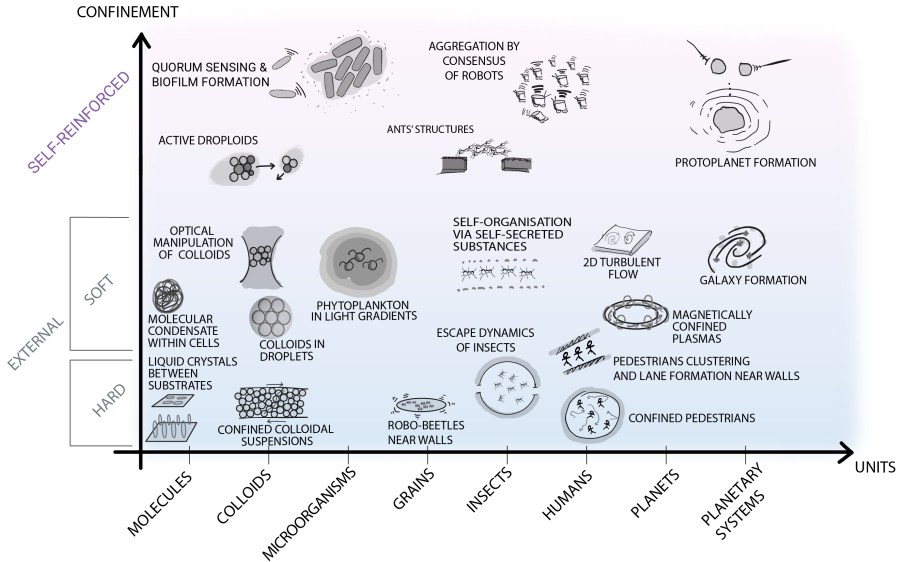 CONFINEMENT
SELF-REINFORCED
QUORUM SENSING &
BIOFILM FORMATION
AGGREGATION BY
CONSENSUS
OF ROBOTS
ACTIVE DROPLOIDS
ANTS' STRUCTURES
PROTOPLANET FORMATION
EXTERNAL
SOFT
OPTICAL
MANIPULATION
OF COLLOIDS
SELF-ORGANISATION
VIA SELF-SECRETED
SUBSTANCES
2D TURBULENT
FLOW
GALAXY FORMATION
PHYTOPLANKTON
IN LIGHT GRADIENTS
MOLECULAR
CONDENSATE
WITHIN CELLS
COLLOIDS IN
DROPLETS
MAGNETICALLY
CONFINED
PLASMAS
ESCAPE DYNAMICS
OF INSECTS
HARD
LIQUID CRYSTALS
BETWEEN
SUBSTRATES
PEDESTRIANS CLUSTERING
AND LANE FORMATION NEAR WALLS
CONFINED COLLOIDAL
SUSPENSIONS
ROBO-BEETLES
NEAR WALLS
CONFINED PEDESTRIANS
UNITS
MOLECULES
COLLOIDS
MICROORGANISMS
GRAINS
INSECTS
HUMANS
PLANETS
PLANETARY
SYSTEMS